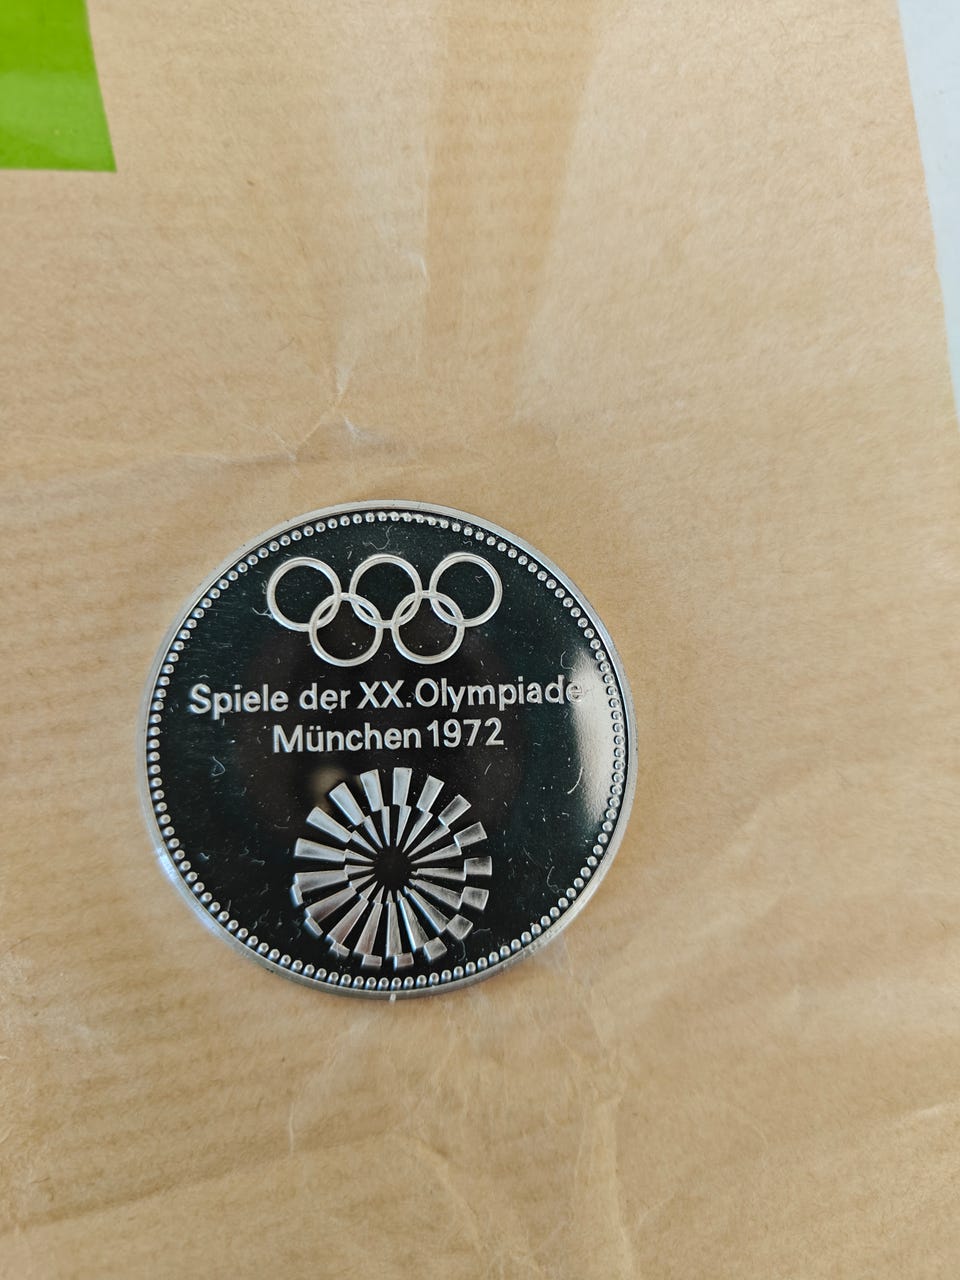 Spiele der XX. Olympiade
München 1972